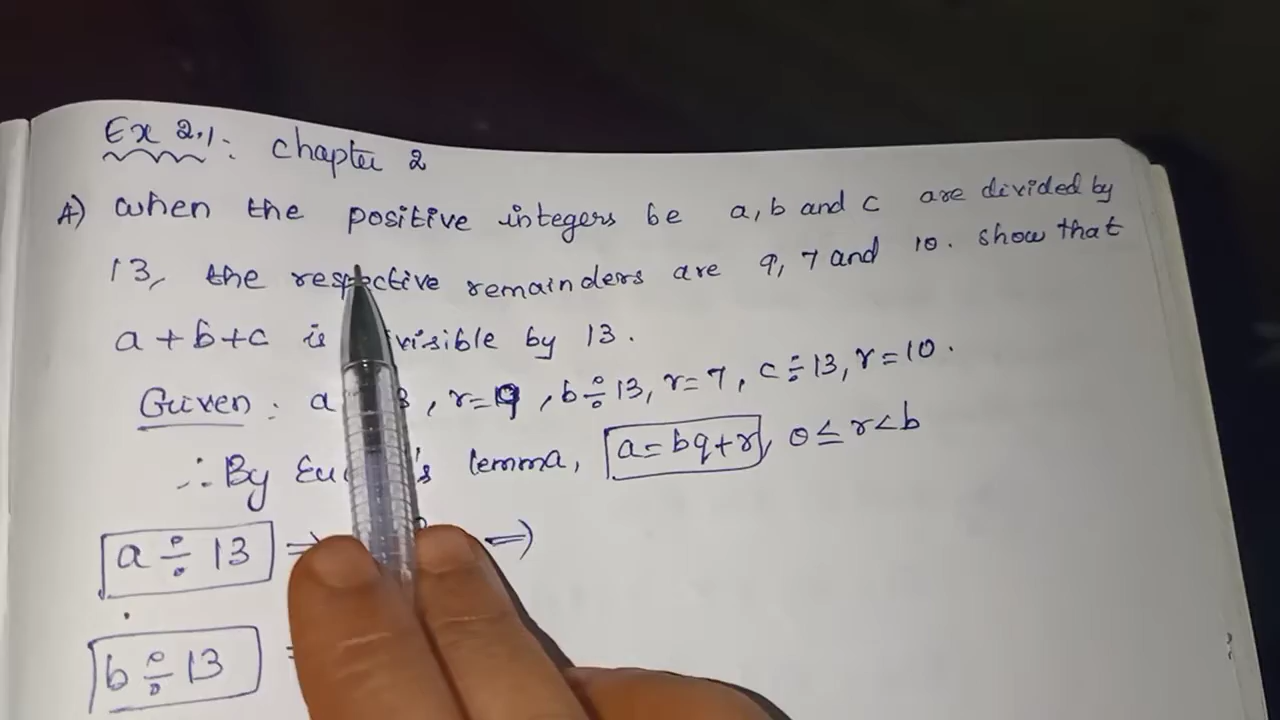 Ex 2.1: Chapter 2
A) When the positive integers be a, b and c are divided by
13, the respective remainders are 9, 7 and 10. show that
a+b+c is by 13.
Given: a , r=9, b÷13, r=7, c÷13, r=10.
∴ By lemma, a=bq+r, 0≤r<b
a÷13 ⇒ ⇒
b÷13